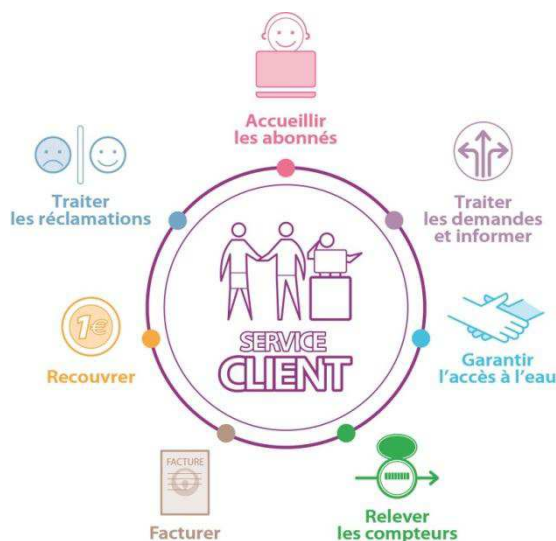 Accueillir
les abonnés
Traiter
les demandes
et informer
Garantir
l'accès à l'eau
Relever
les compteurs
FACTURE
Facturer
1€
Recouvrer
Traiter
les réclamations
SERVICE
CLIENT